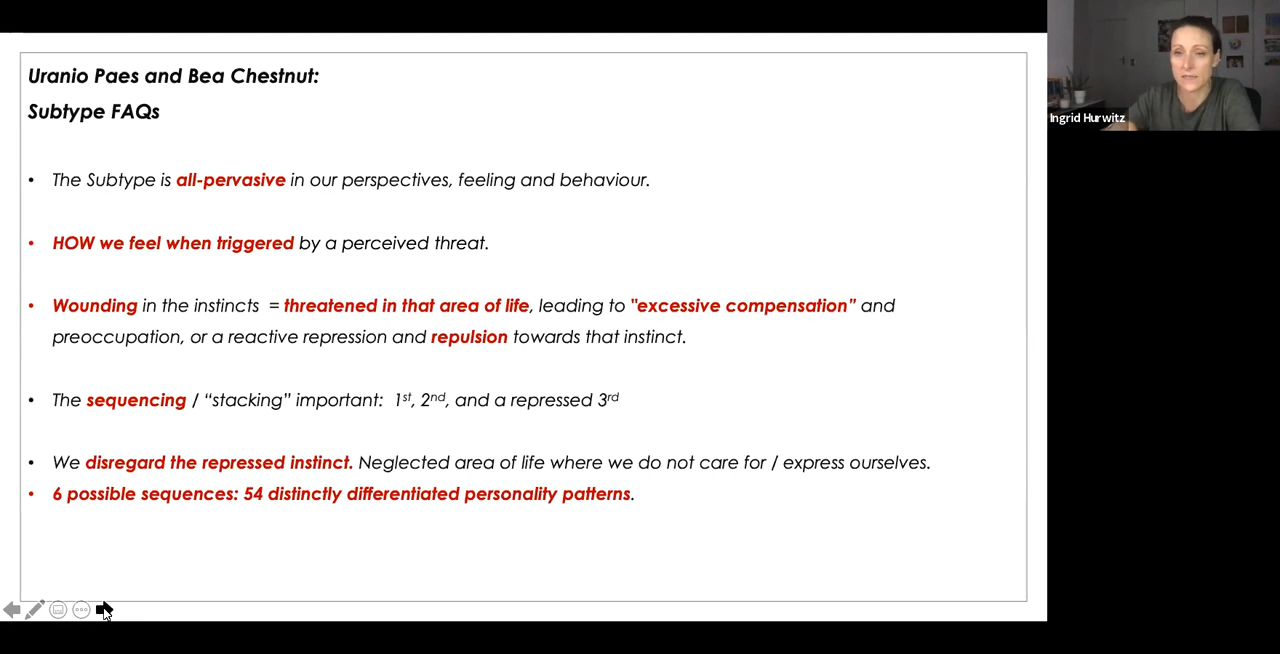 Uranio Paes and Bea Chestnut:
Subtype FAQs
• The Subtype is all-pervasive in our perspectives, feeling and behaviour.
• HOW we feel when triggered by a perceived threat.
• Wounding in the instincts = threatened in that area of life, leading to "excessive compensation" and
preoccupation, or a reactive repression and repulsion towards that instinct.
• The sequencing / “stacking” important: 1st, 2nd, and a repressed 3rd
• We disregard the repressed instinct. Neglected area of life where we do not care for / express ourselves.
• 6 possible sequences: 54 distinctly differentiated personality patterns.
Ingrid Hurwitz